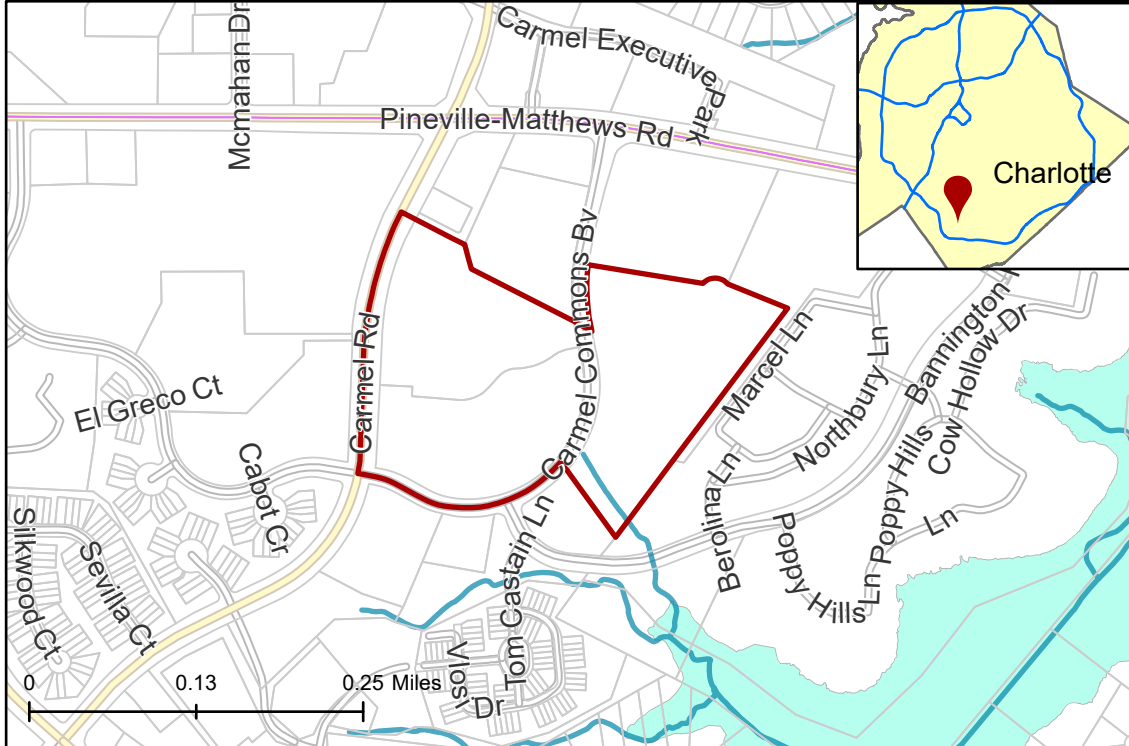 Mcmahan Dr
Carmel Executive
Park
Pineville-Matthews Rd
Charlotte
Carmel Rd
Carmel Commons Bv
Marcel Ln
Northbury Ln
Bannington
Cow Hollow Dr
El Greco Ct
Cabot Cr
Silkwood Ct
Sevilla Ct
Tom Castain Ln
Berolina Ln
Poppy Hills
Ln
Poppy Hills
Ln
Vlosi
Dr
0
0.13
0.25 Miles